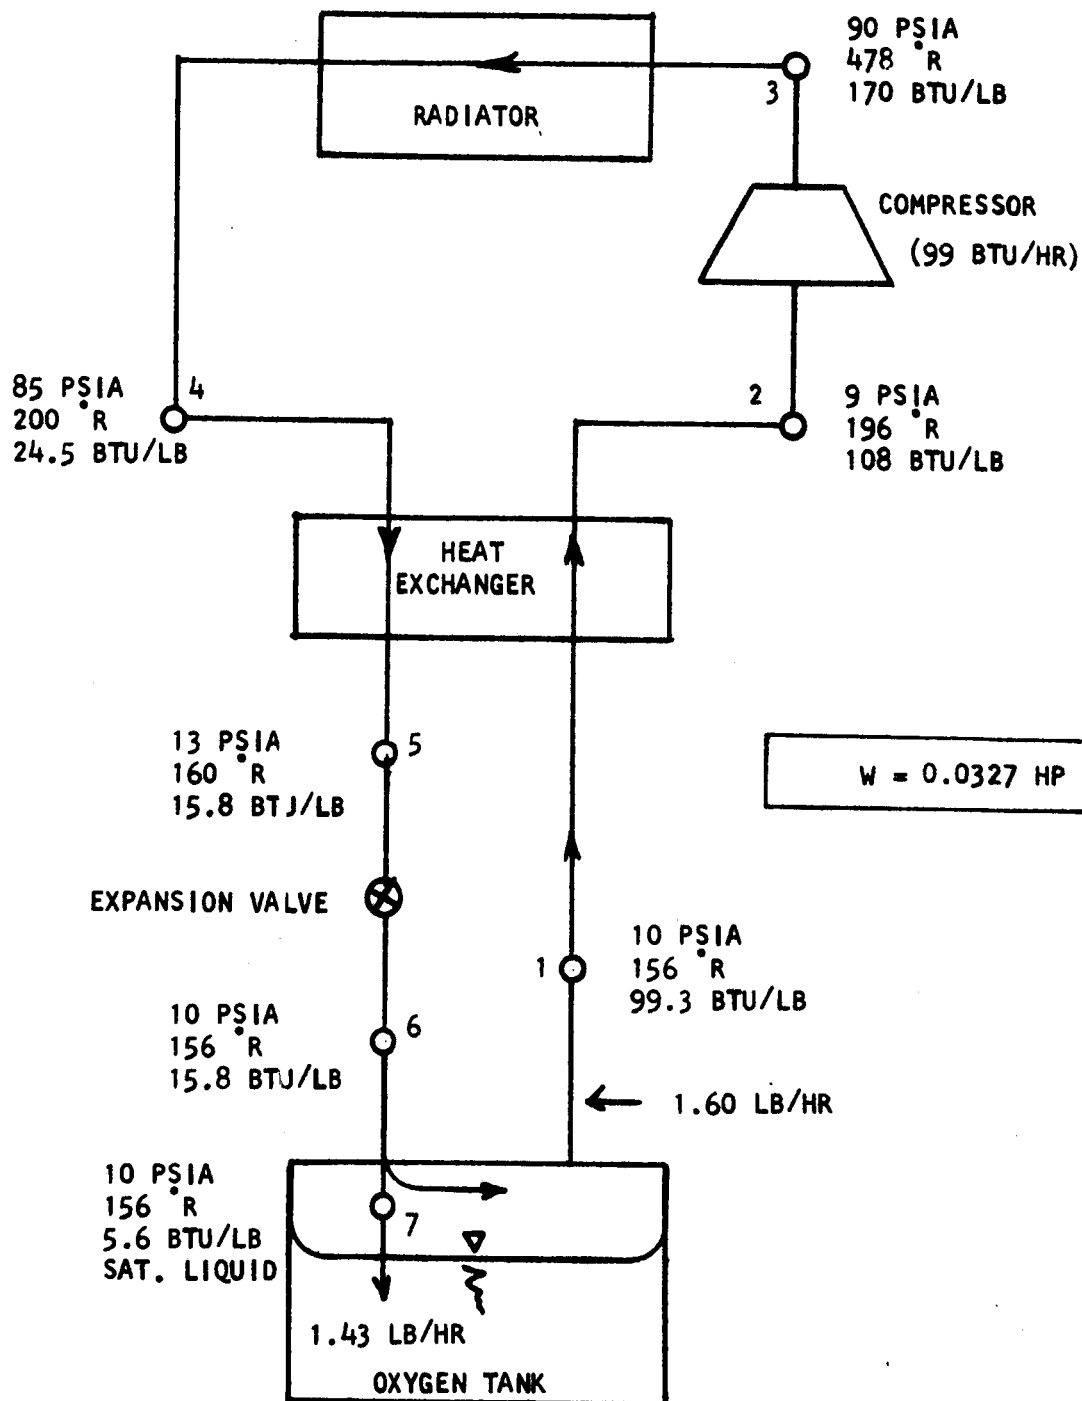 90 PSIA
478 °R
170 BTU/LB
3
RADIATOR
COMPRESSOR
(99 BTU/HR)
85 PSIA
200 °R
24.5 BTU/LB
4
2
9 PSIA
196 °R
108 BTU/LB
HEAT
EXCHANGER
13 PSIA
160 °R
15.8 BTJ/LB
5
W = 0.0327 HP
EXPANSION VALVE
10 PSIA
156 °R
99.3 BTU/LB
1
10 PSIA
156 °R
15.8 BTU/LB
6
1.60 LB/HR
10 PSIA
156 °R
5.6 BTU/LB
SAT. LIQUID
7
1.43 LB/HR
OXYGEN TANK